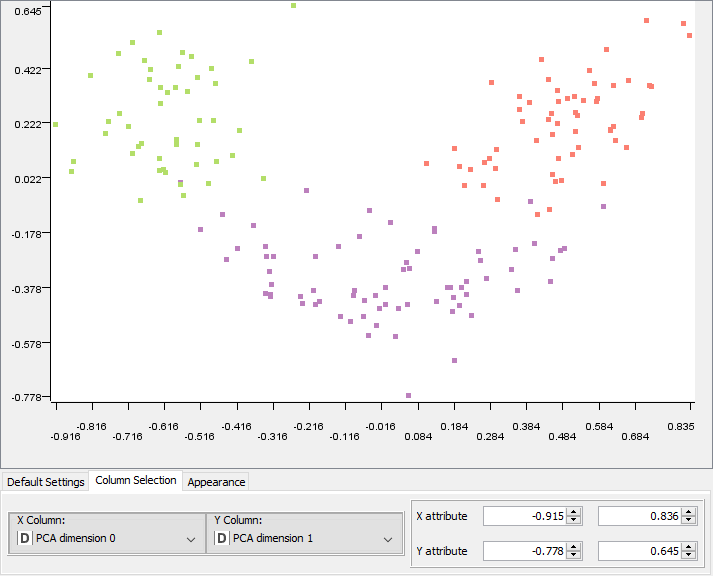 0.645
0.422
0.222
0.022
-0.178
-0.378
-0.578
-0.778
-0.816 -0.616 -0.416 -0.216 -0.016 0.184 0.384 0.584 0.835
-0.916 -0.716 -0.516 -0.316 -0.116 0.084 0.284 0.484 0.684
Default Settings Column Selection Appearance
X Column: Y Column:
D PCA dimension 0 D PCA dimension 1
X attribute -0.915 0.836
Y attribute -0.778 0.645